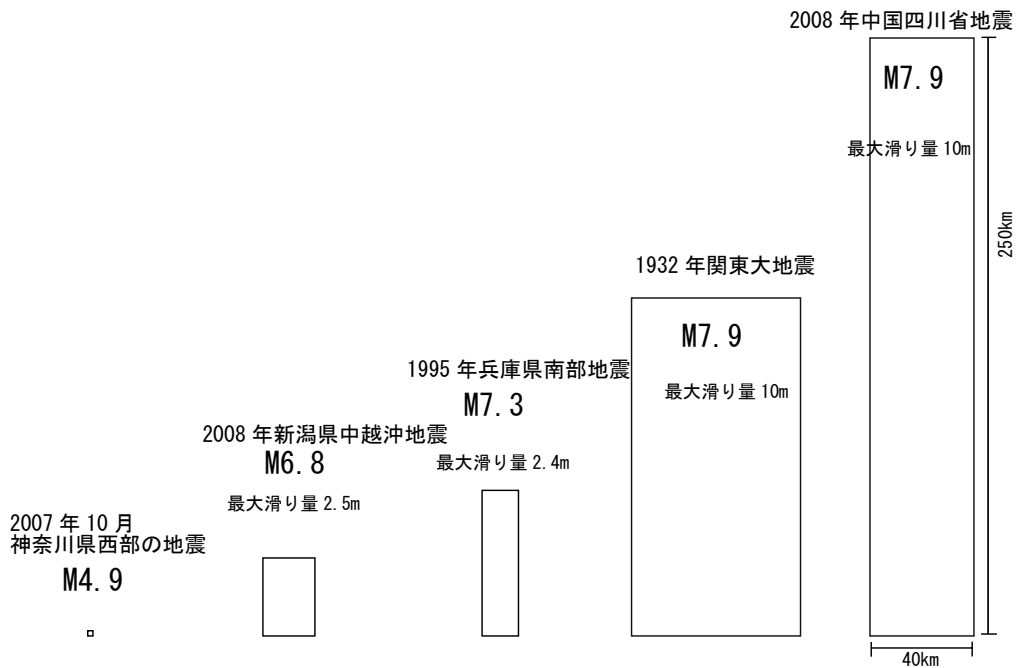 2007 年 10 月
神奈川県西部の地震
M4.9
2008 年新潟県中越沖地震
M6.8
最大滑り量 2.5m
1995 年兵庫県南部地震
M7.3
最大滑り量 2.4m
1932 年関東大地震
M7.9
最大滑り量 10m
2008 年中国四川省地震
M7.9
最大滑り量 10m
250km
40km